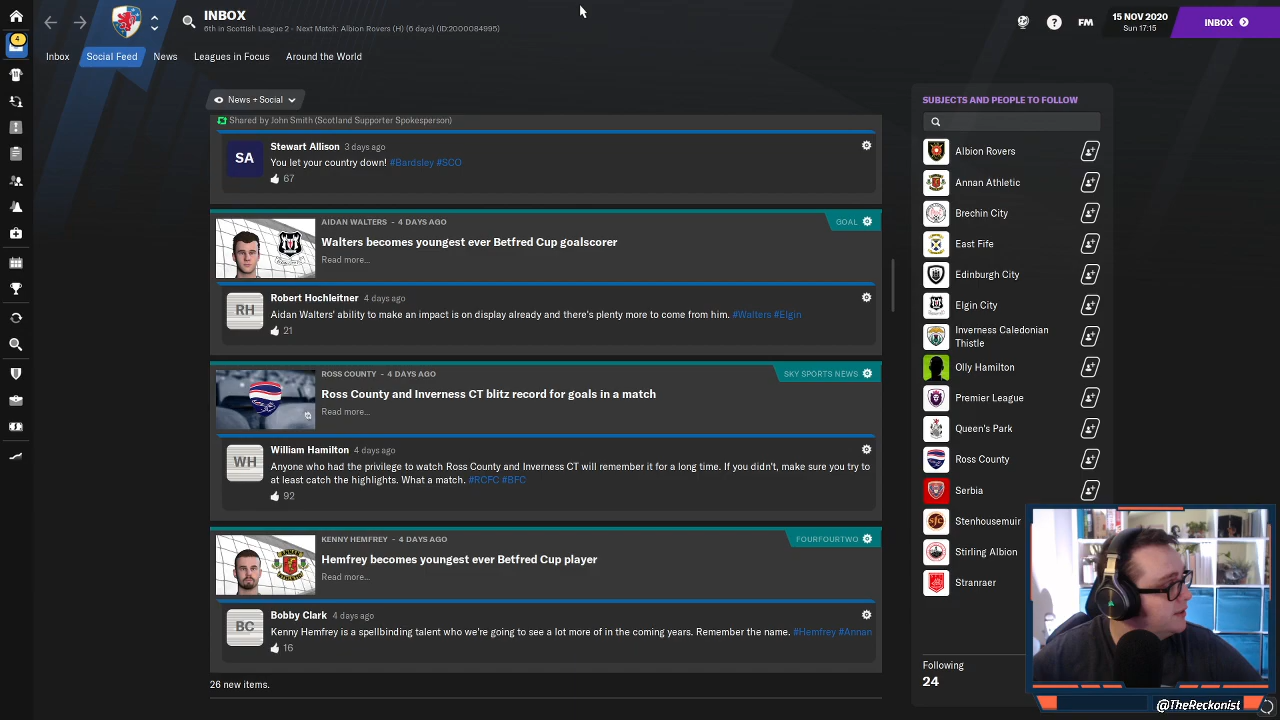 INBOX
6th in Scottish League 2 - Next Match: Albion Rovers (H) (6 days) (ID:2000084995)
FM
15 NOV 2020
Sun 17:15
INBOX
4
Inbox
Social Feed
News
Leagues in Focus
Around the World
News + Social
Shared by John Smith (Scotland Supporter Spokesperson)
SA
Stewart Allison 3 days ago
You let your country down! #Bardsley #SCO
67
AIDAN WALTERS - 4 DAYS AGO
GOAL
Walters becomes youngest ever Betfred Cup goalscorer
Read more...
RH
Robert Hochleitner 4 days ago
Aidan Walters' ability to make an impact is on display already and there's plenty more to come from him. #Walters #Elgin
21
ROSS COUNTY - 4 DAYS AGO
SKY SPORTS NEWS
Ross County and Inverness CT blitz record for goals in a match
Read more...
WH
William Hamilton 4 days ago
Anyone who had the privilege to watch Ross County and Inverness CT will remember it for a long time. If you didn't, make sure you try to
at least catch the highlights. What a match. #RCFC #BFC
92
KENNY HEMFREY - 4 DAYS AGO
FOURFOURTWO
Hemfrey becomes youngest ever Betfred Cup player
Read more...
BC
Bobby Clark 4 days ago
Kenny Hemfrey is a spellbinding talent who we're going to see a lot more of in the coming years. Remember the name. #Hemfrey #Annan
16
26 new items.
SUBJECTS AND PEOPLE TO FOLLOW
Albion Rovers
Annan Athletic
Brechin City
East Fife
Edinburgh City
Elgin City
Inverness Caledonian
Thistle
Olly Hamilton
Premier League
Queen's Park
Ross County
Serbia
Stenhousemuir
Stirling Albion
Stranraer
Following
24
@TheReckonist